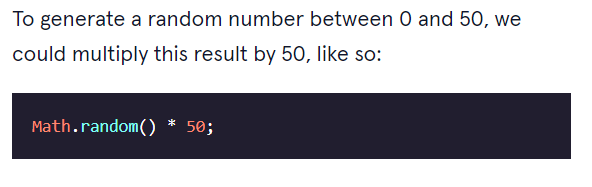 To generate a random number between 0 and 50, we
could multiply this result by 50, like so:
Math.random() * 50;